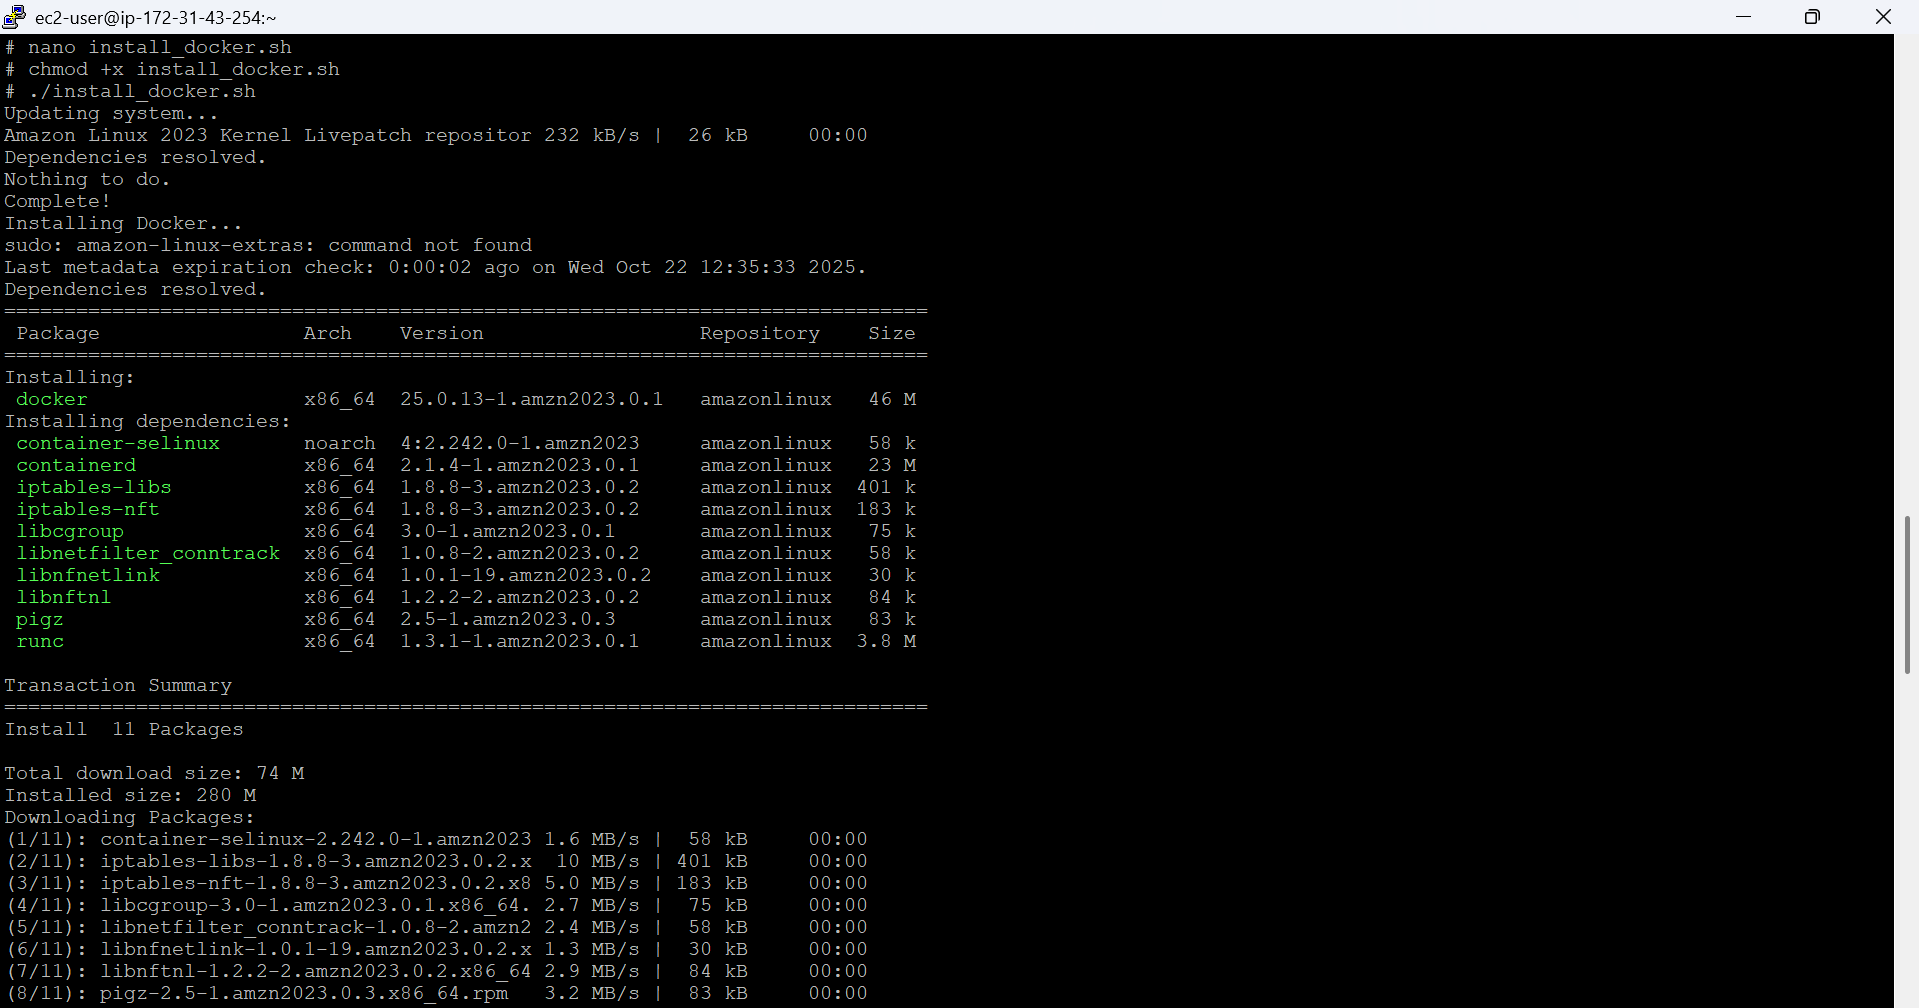 ec2-user@ip-172-31-43-254:~
# nano install_docker.sh
# chmod +x install_docker.sh
# ./install_docker.sh
Updating system...
Amazon Linux 2023 Kernel Livepatch repositor 232 kB/s |  26 kB     00:00
Dependencies resolved.
Nothing to do.
Complete!
Installing Docker...
sudo: amazon-linux-extras: command not found
Last metadata expiration check: 0:00:02 ago on Wed Oct 22 12:35:33 2025.
Dependencies resolved.
=============================================================================
 Package                 Arch    Version                  Repository    Size
=============================================================================
Installing:
 docker                  x86_64  25.0.13-1.amzn2023.0.1   amazonlinux   46 M
Installing dependencies:
 container-selinux       noarch  4:2.242.0-1.amzn2023     amazonlinux   58 k
 containerd              x86_64  2.1.4-1.amzn2023.0.1     amazonlinux   23 M
 iptables-libs           x86_64  1.8.8-3.amzn2023.0.2     amazonlinux  401 k
 iptables-nft            x86_64  1.8.8-3.amzn2023.0.2     amazonlinux  183 k
 libcgroup               x86_64  3.0-1.amzn2023.0.1       amazonlinux   75 k
 libnetfilter_conntrack  x86_64  1.0.8-2.amzn2023.0.2     amazonlinux   58 k
 libnfnetlink            x86_64  1.0.1-19.amzn2023.0.2    amazonlinux   30 k
 libnftnl                x86_64  1.2.2-2.amzn2023.0.2     amazonlinux   84 k
 pigz                    x86_64  2.5-1.amzn2023.0.3       amazonlinux   83 k
 runc                    x86_64  1.3.1-1.amzn2023.0.1     amazonlinux  3.8 M
Transaction Summary
=============================================================================
Install  11 Packages
Total download size: 74 M
Installed size: 280 M
Downloading Packages:
(1/11): container-selinux-2.242.0-1.amzn2023 1.6 MB/s |  58 kB     00:00
(2/11): iptables-libs-1.8.8-3.amzn2023.0.2.x  10 MB/s | 401 kB     00:00
(3/11): iptables-nft-1.8.8-3.amzn2023.0.2.x8 5.0 MB/s | 183 kB     00:00
(4/11): libcgroup-3.0-1.amzn2023.0.1.x86_64. 2.7 MB/s |  75 kB     00:00
(5/11): libnetfilter_conntrack-1.0.8-2.amzn2 2.4 MB/s |  58 kB     00:00
(6/11): libnfnetlink-1.0.1-19.amzn2023.0.2.x 1.3 MB/s |  30 kB     00:00
(7/11): libnftnl-1.2.2-2.amzn2023.0.2.x86_64 2.9 MB/s |  84 kB     00:00
(8/11): pigz-2.5-1.amzn2023.0.3.x86_64.rpm   3.2 MB/s |  83 kB     00:00